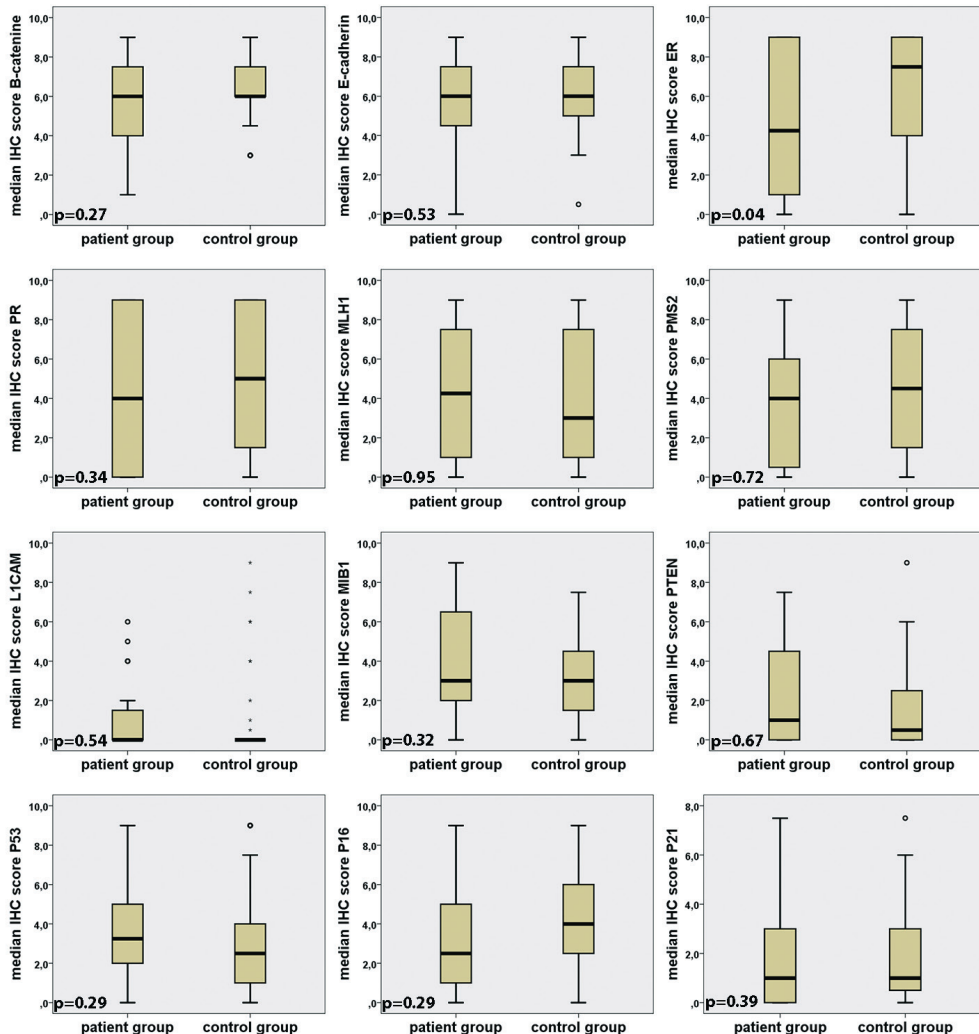 median IHC score B-catenine
10,0
8,0
6,0
4,0
2,0
,0
p=0.27
patient group control group
median IHC score E-cadherin
10,0
8,0
6,0
4,0
2,0
,0
p=0.53
patient group control group
median IHC score ER
10,0
8,0
6,0
4,0
2,0
,0
p=0.04
patient group control group
median IHC score PR
10,0
8,0
6,0
4,0
2,0
,0
p=0.34
patient group control group
median IHC score MLH1
10,0
8,0
6,0
4,0
2,0
,0
p=0.95
patient group control group
median IHC score PMS2
10,0
8,0
6,0
4,0
2,0
,0
p=0.72
patient group control group
median IHC score L1CAM
10,0
8,0
6,0
4,0
2,0
,0
p=0.54
patient group control group
median IHC score MIB1
10,0
8,0
6,0
4,0
2,0
,0
p=0.32
patient group control group
median IHC score PTEN
10,0
8,0
6,0
4,0
2,0
,0
p=0.67
patient group control group
median IHC score P53
10,0
8,0
6,0
4,0
2,0
,0
p=0.29
patient group control group
median IHC score P16
10,0
8,0
6,0
4,0
2,0
,0
p=0.29
patient group control group
median IHC score P21
8,0
6,0
4,0
2,0
,0
p=0.39
patient group control group